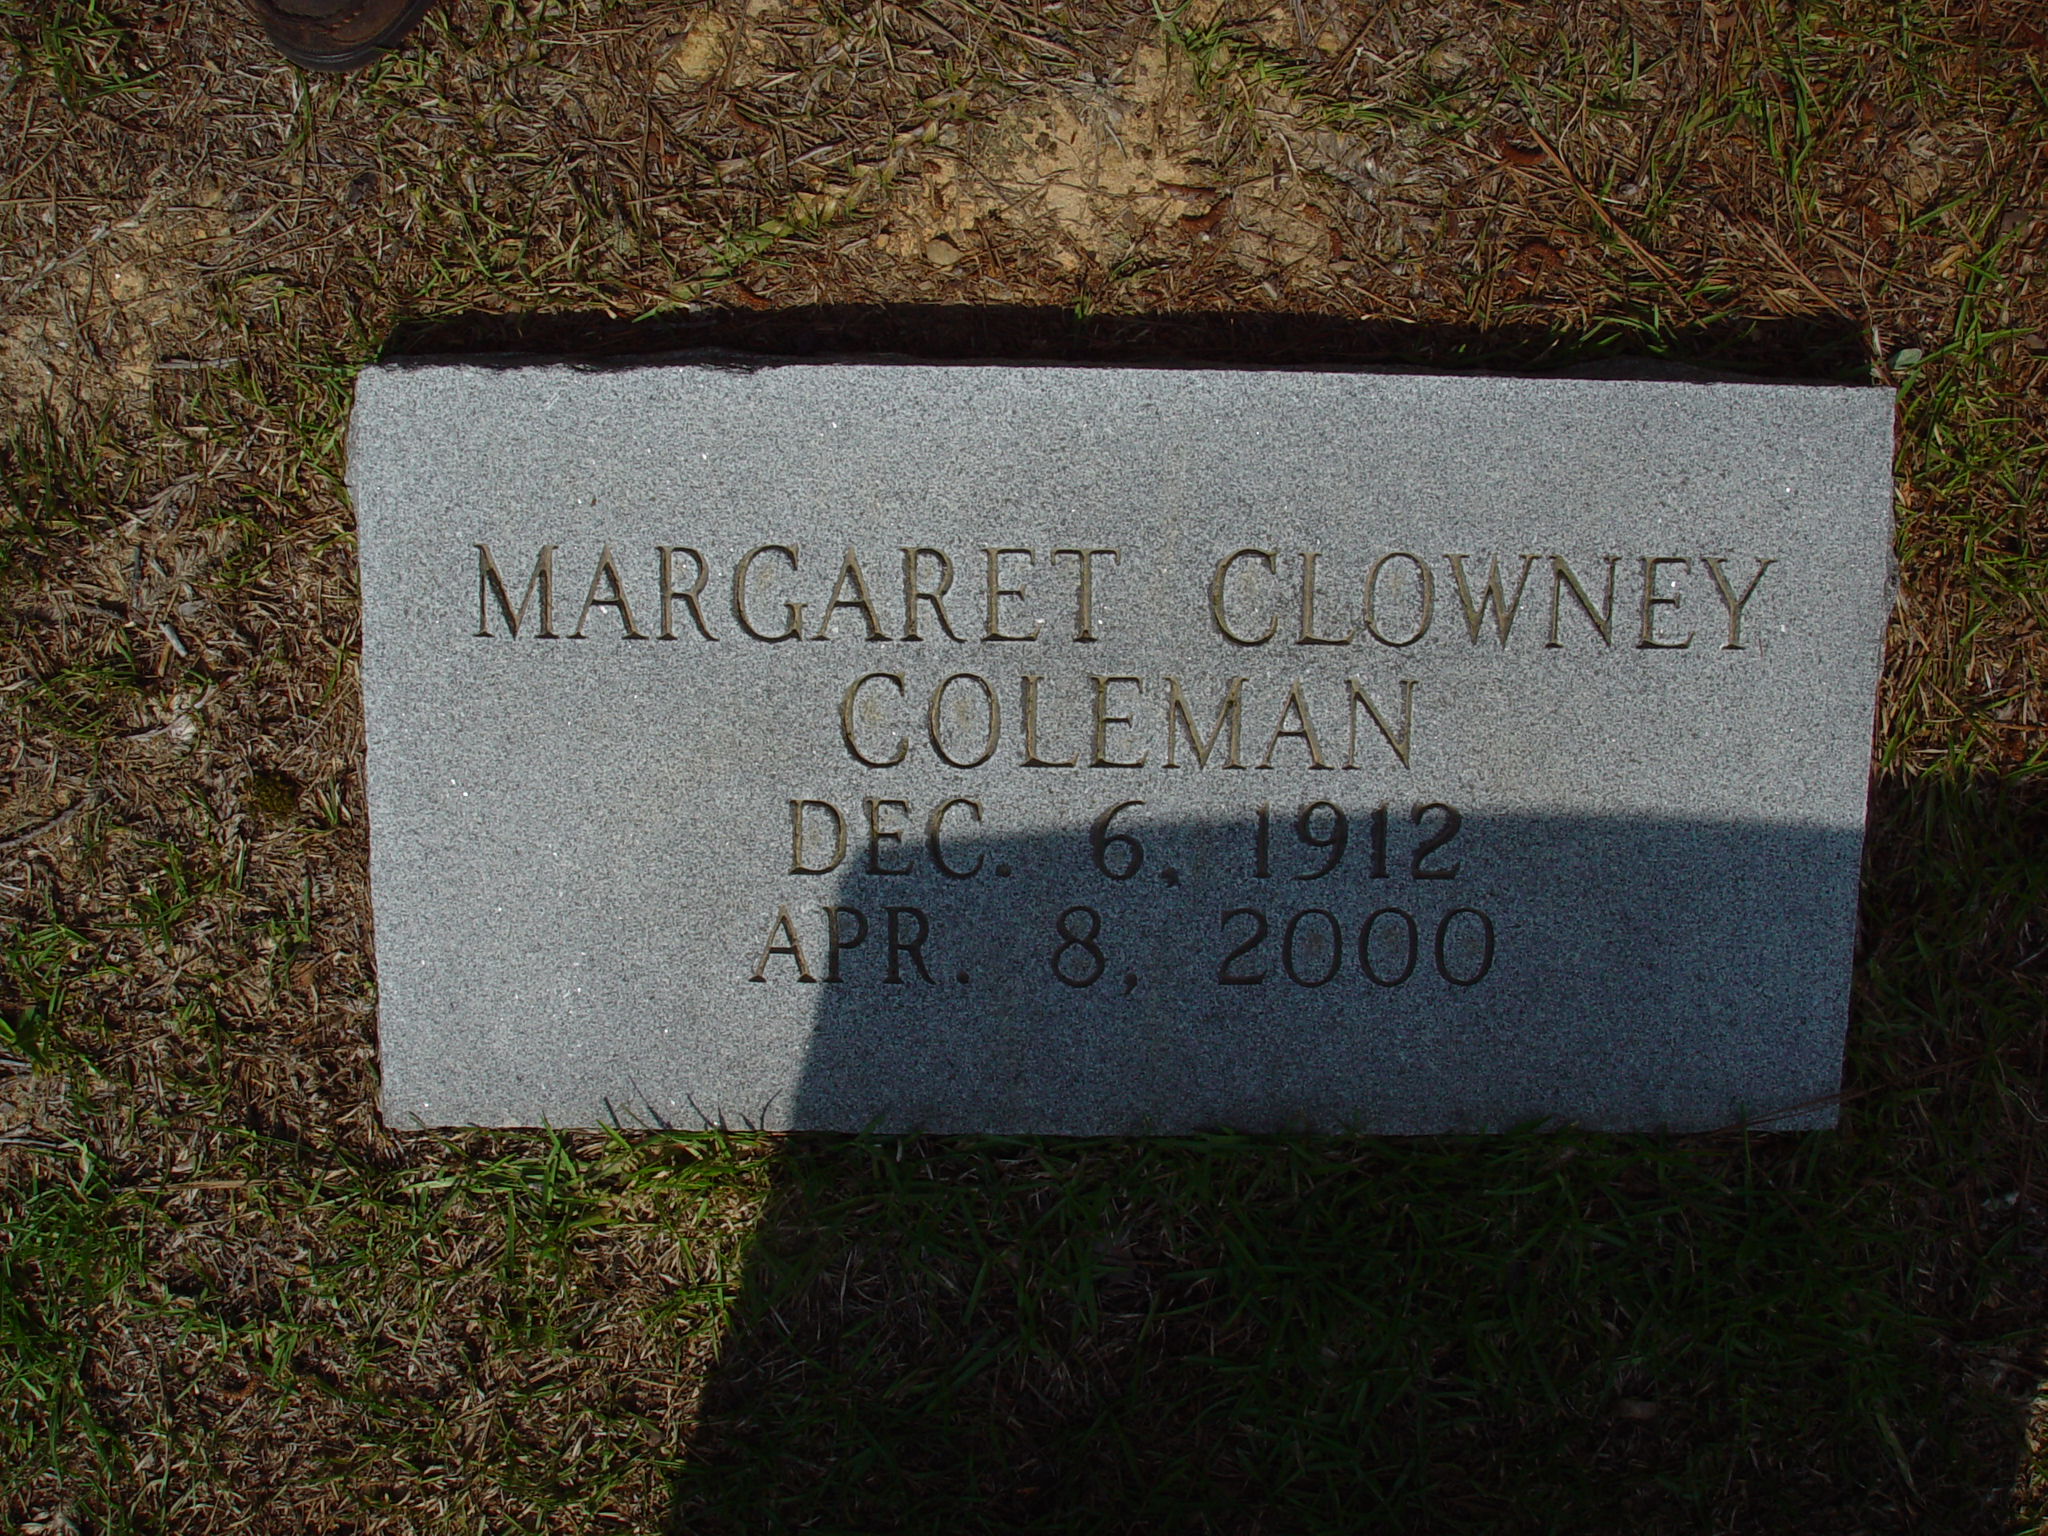 MARGARET CLOWNEY
COLEMAN
DEC. 6, 1912
APR. 8, 2000